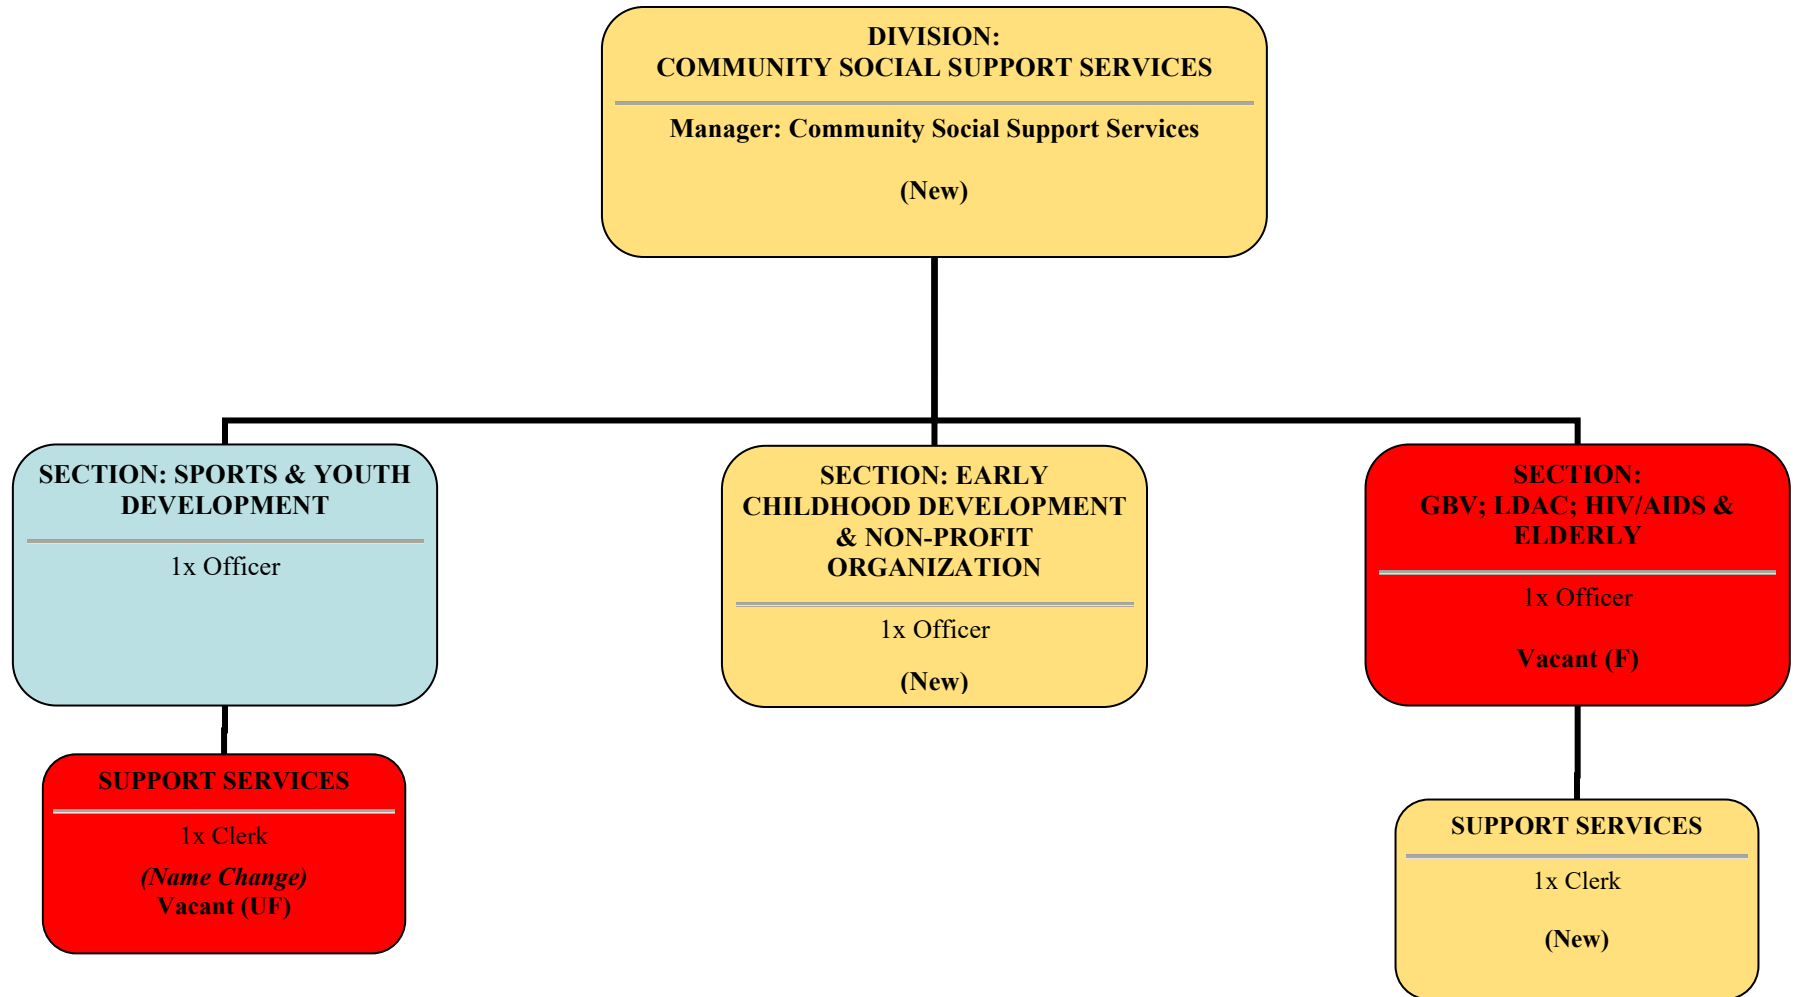 DIVISION:
COMMUNITY SOCIAL SUPPORT SERVICES
Manager: Community Social Support Services
(New)
SECTION: SPORTS & YOUTH
DEVELOPMENT
1x Officer
SUPPORT SERVICES
1x Clerk
(Name Change)
Vacant (UF)
SECTION: EARLY
CHILDHOOD DEVELOPMENT
& NON-PROFIT
ORGANIZATION
1x Officer
(New)
SECTION:
GBV; LDAC; HIV/AIDS &
ELDERLY
1x Officer
Vacant (F)
SUPPORT SERVICES
1x Clerk
(New)